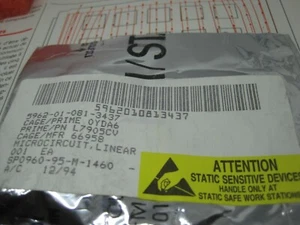 5962010813437
5962-01-081-3437
CAGE/PRIME 0YDA6
PRIME/PN L7905CV
CAGE/MFR 66958
MICROCIRCUIT, LINEAR
001 EA
SP0960-95-M-1460
A/C 12/94
ATTENTION
STATIC SENSITIVE DEVICES
HANDLE ONLY AT
STATIC SAFE WORK STATIONS